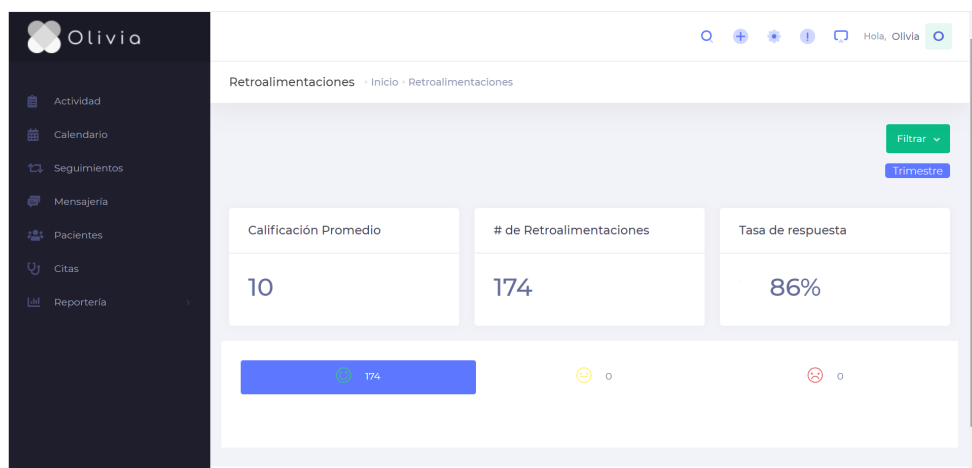 Olivia
Hola, Olivia O
Retroalimentaciones • Inicio • Retroalimentaciones
Actividad
Calendario
Seguimientos
Mensajería
Pacientes
Citas
Reportería
Filtrar
Trimestre
Calificación Promedio
10
# de Retroalimentaciones
174
Tasa de respuesta
86%
174
0
0